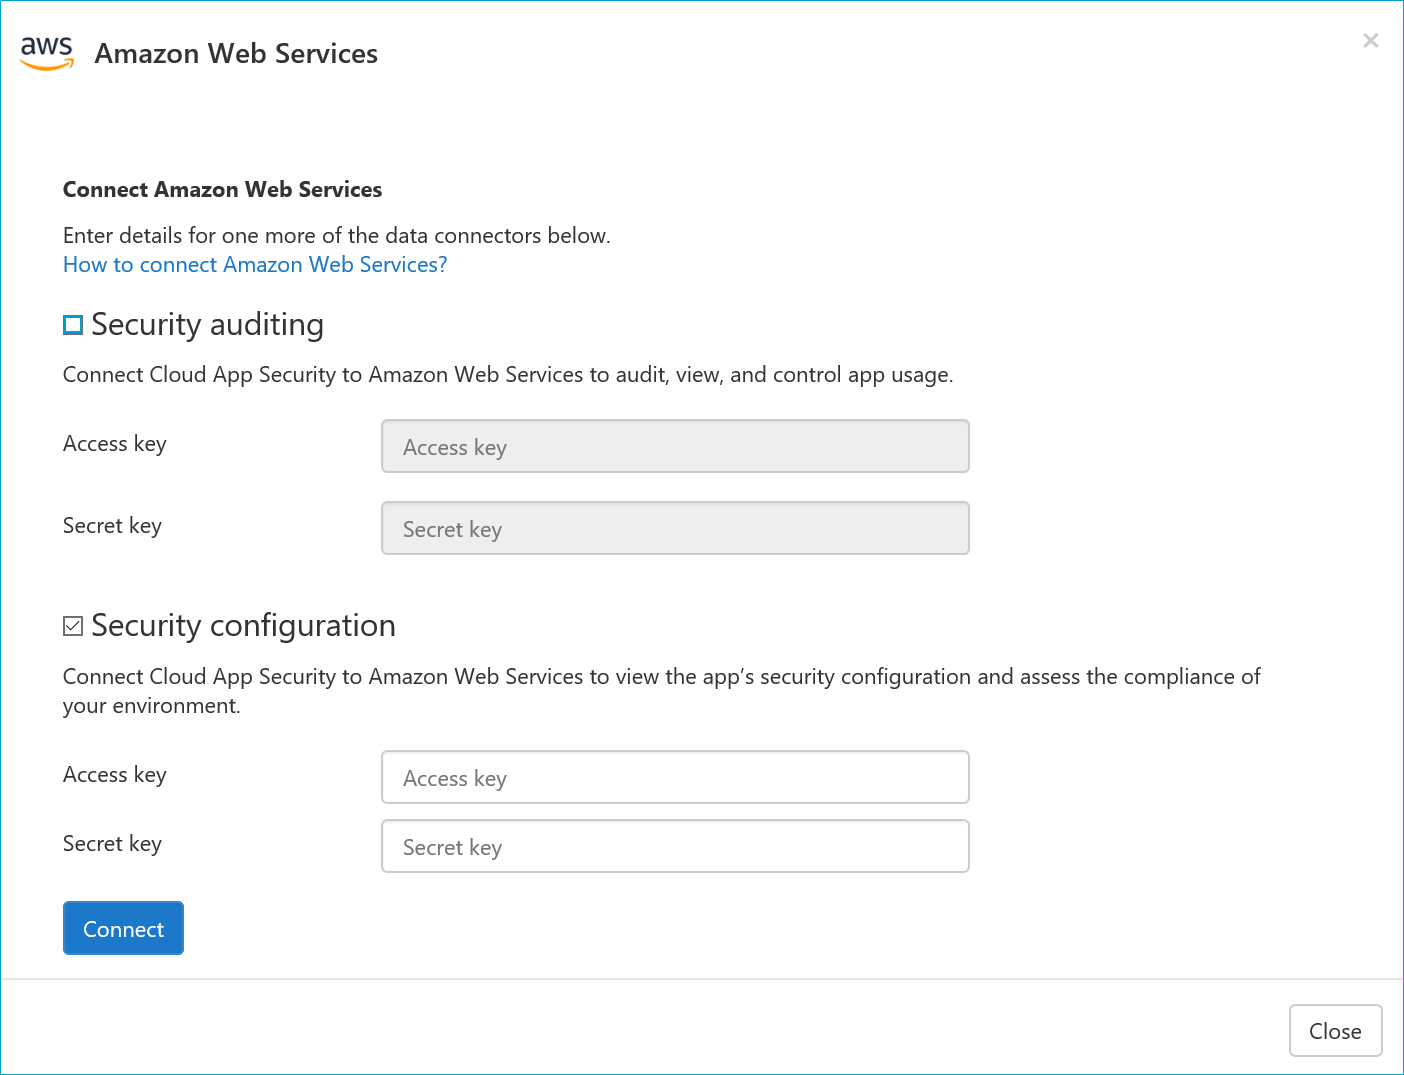 aws
Amazon Web Services
×
Connect Amazon Web Services
Enter details for one more of the data connectors below.
How to connect Amazon Web Services?
Security auditing
Connect Cloud App Security to Amazon Web Services to audit, view, and control app usage.
Access key
Access key
Secret key
Secret key
Security configuration
Connect Cloud App Security to Amazon Web Services to view the app’s security configuration and assess the compliance of
your environment.
Access key
Access key
Secret key
Secret key
Connect
Close